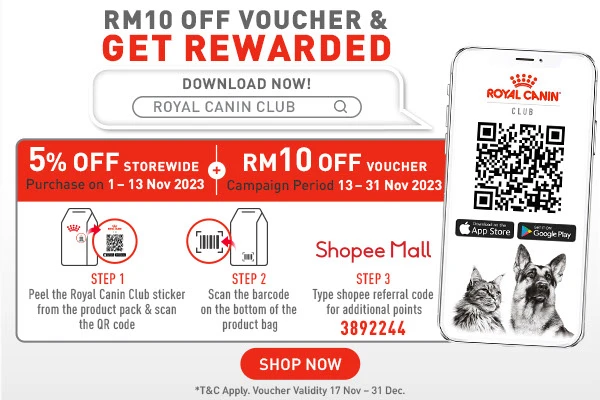 RM10 OFF VOUCHER &
GET REWARDED
DOWNLOAD NOW!
ROYAL CANIN CLUB
ROYAL CANIN
CLUB
Download on the
App Store
GET IT ON
Google Play
5% OFF STOREWIDE
Purchase on 1 – 13 Nov 2023
+
RM10 OFF VOUCHER
Campaign Period 13 – 31 Nov 2023
STEP 1
Peel the Royal Canin Club sticker
from the product pack & scan
the QR code
STEP 2
Scan the barcode
on the bottom of the
product bag
Shopee Mall
STEP 3
Type shopee referral code
for additional points
3892244
SHOP NOW
*T&C Apply. Voucher Validity 17 Nov – 31 Dec.